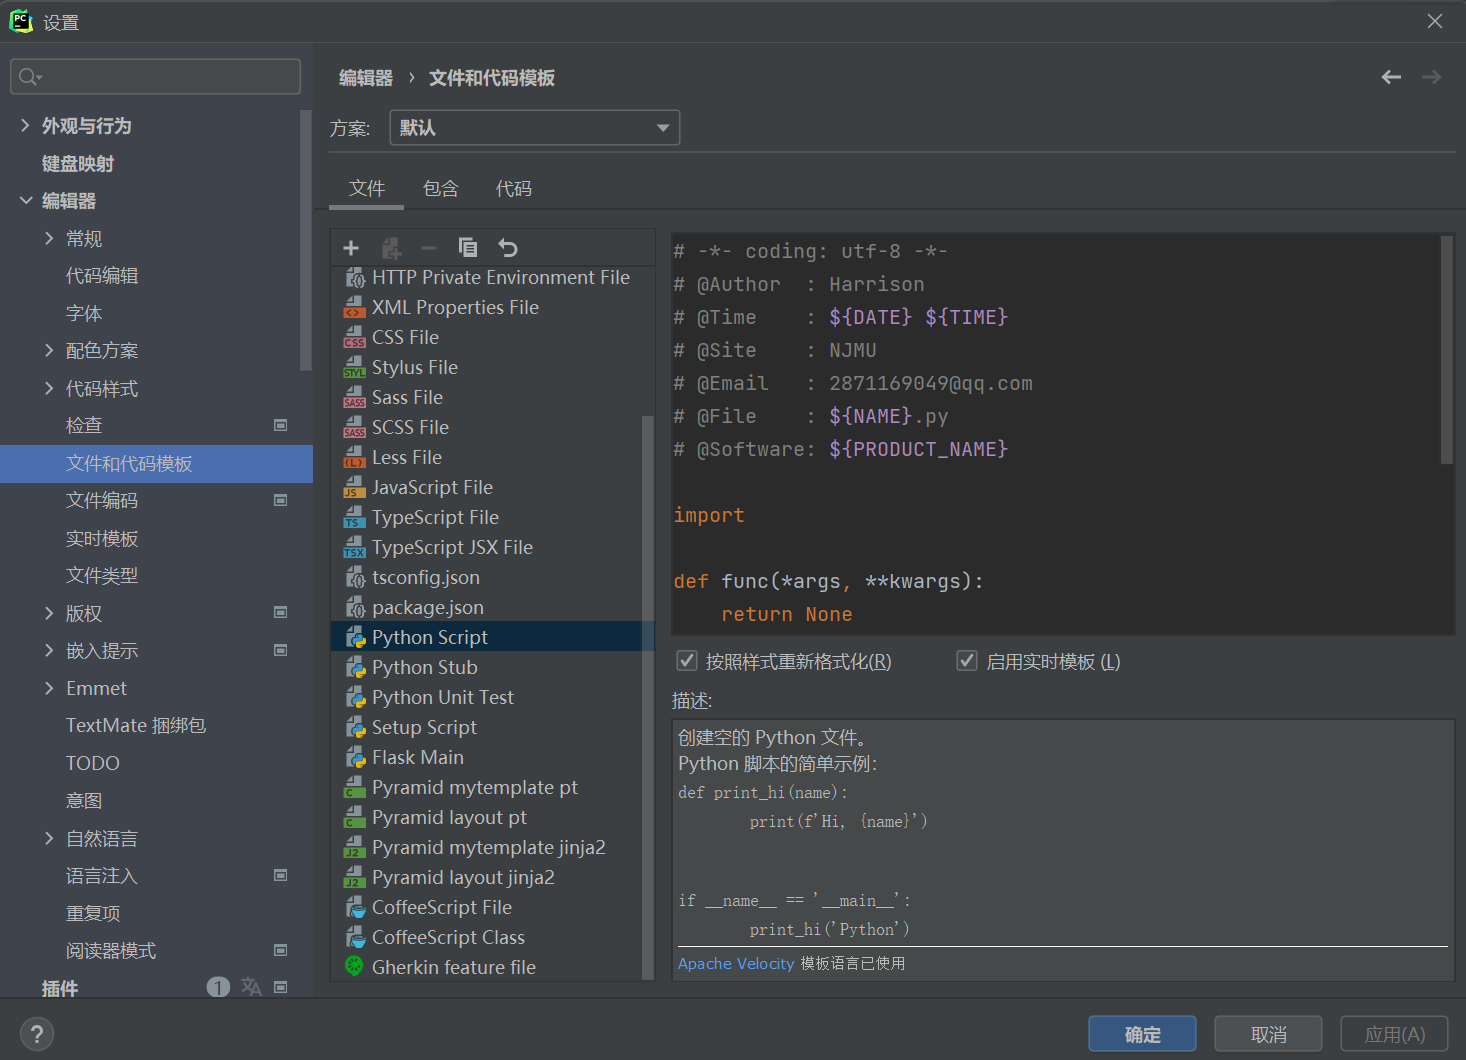 设置
外观与行为
键盘映射
编辑器
常规
代码编辑
字体
配色方案
代码样式
检查
文件和代码模板
文件编码
实时模板
文件类型
版权
嵌入提示
Emmet
TextMate 捆绑包
TODO
意图
自然语言
语言注入
重复项
阅读器模式
插件 1
编辑器 › 文件和代码模板
方案: 默认
文件 包含 代码
HTTP Private Environment File
XML Properties File
CSS File
Stylus File
Sass File
SCSS File
Less File
JavaScript File
TypeScript File
TypeScript JSX File
tsconfig.json
package.json
Python Script
Python Stub
Python Unit Test
Setup Script
Flask Main
Pyramid mytemplate pt
Pyramid layout pt
Pyramid mytemplate jinja2
Pyramid layout jinja2
CoffeeScript File
CoffeeScript Class
Gherkin feature file
# -*- coding: utf-8 -*-
# @Author  : Harrison
# @Time    : ${DATE} ${TIME}
# @Site    : NJMU
# @Email   : 2871169049@qq.com
# @File    : ${NAME}.py
# @Software: ${PRODUCT_NAME}
import
def func(*args, **kwargs):
    return None
按照样式重新格式化(R) 启用实时模板 (L)
描述:
创建空的 Python 文件。
Python 脚本的简单示例：
def print_hi(name):
    print(f'Hi, {name}')
if __name__ == '__main__':
    print_hi('Python')
Apache Velocity 模板语言已使用
? 确定 取消 应用(A)